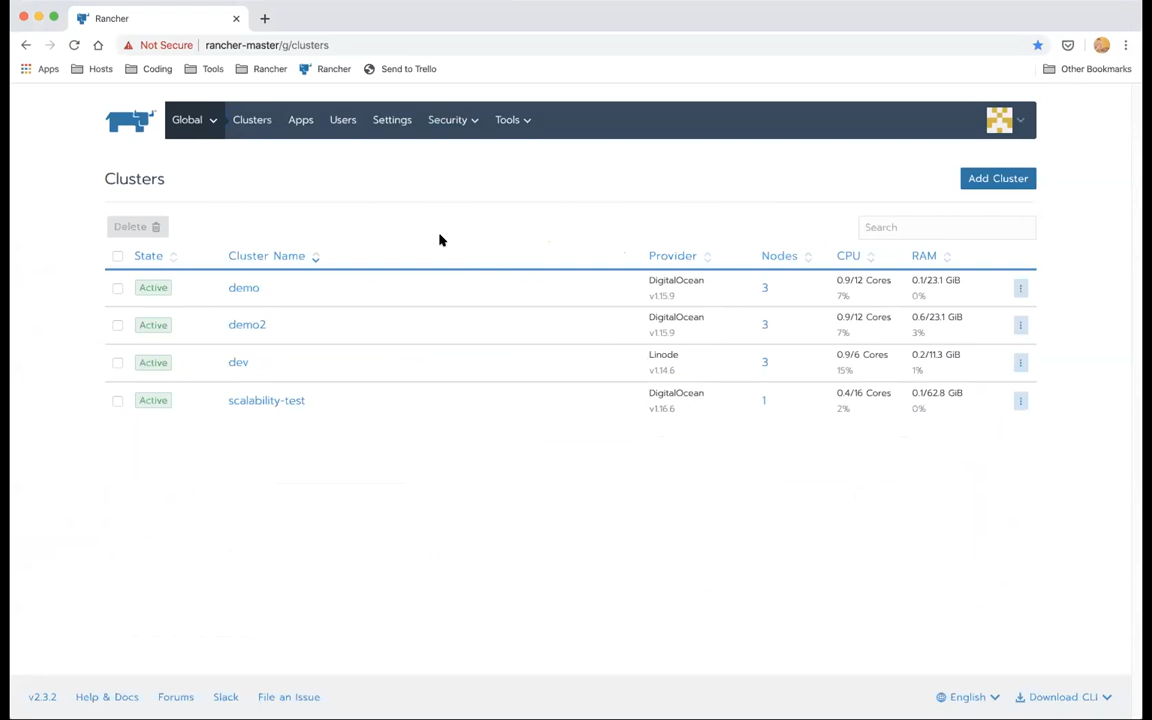 Rancher
Not Secure rancher-master/g/clusters
Apps Hosts Coding Tools Rancher Rancher Send to Trello Other Bookmarks
Global Clusters Apps Users Settings Security Tools
Clusters Add Cluster
Delete Search
State Cluster Name Provider Nodes CPU RAM
Active demo DigitalOcean 3 0.9/12 Cores 0.1/23.1 GiB
v1.15.9 7% 0%
Active demo2 DigitalOcean 3 0.9/12 Cores 0.6/23.1 GiB
v1.15.9 7% 3%
Active dev Linode 3 0.9/6 Cores 0.2/11.3 GiB
v1.14.6 15% 1%
Active scalability-test DigitalOcean 1 0.4/16 Cores 0.1/62.8 GiB
v1.16.6 2% 0%
v2.3.2 Help & Docs Forums Slack File an Issue English Download CLI